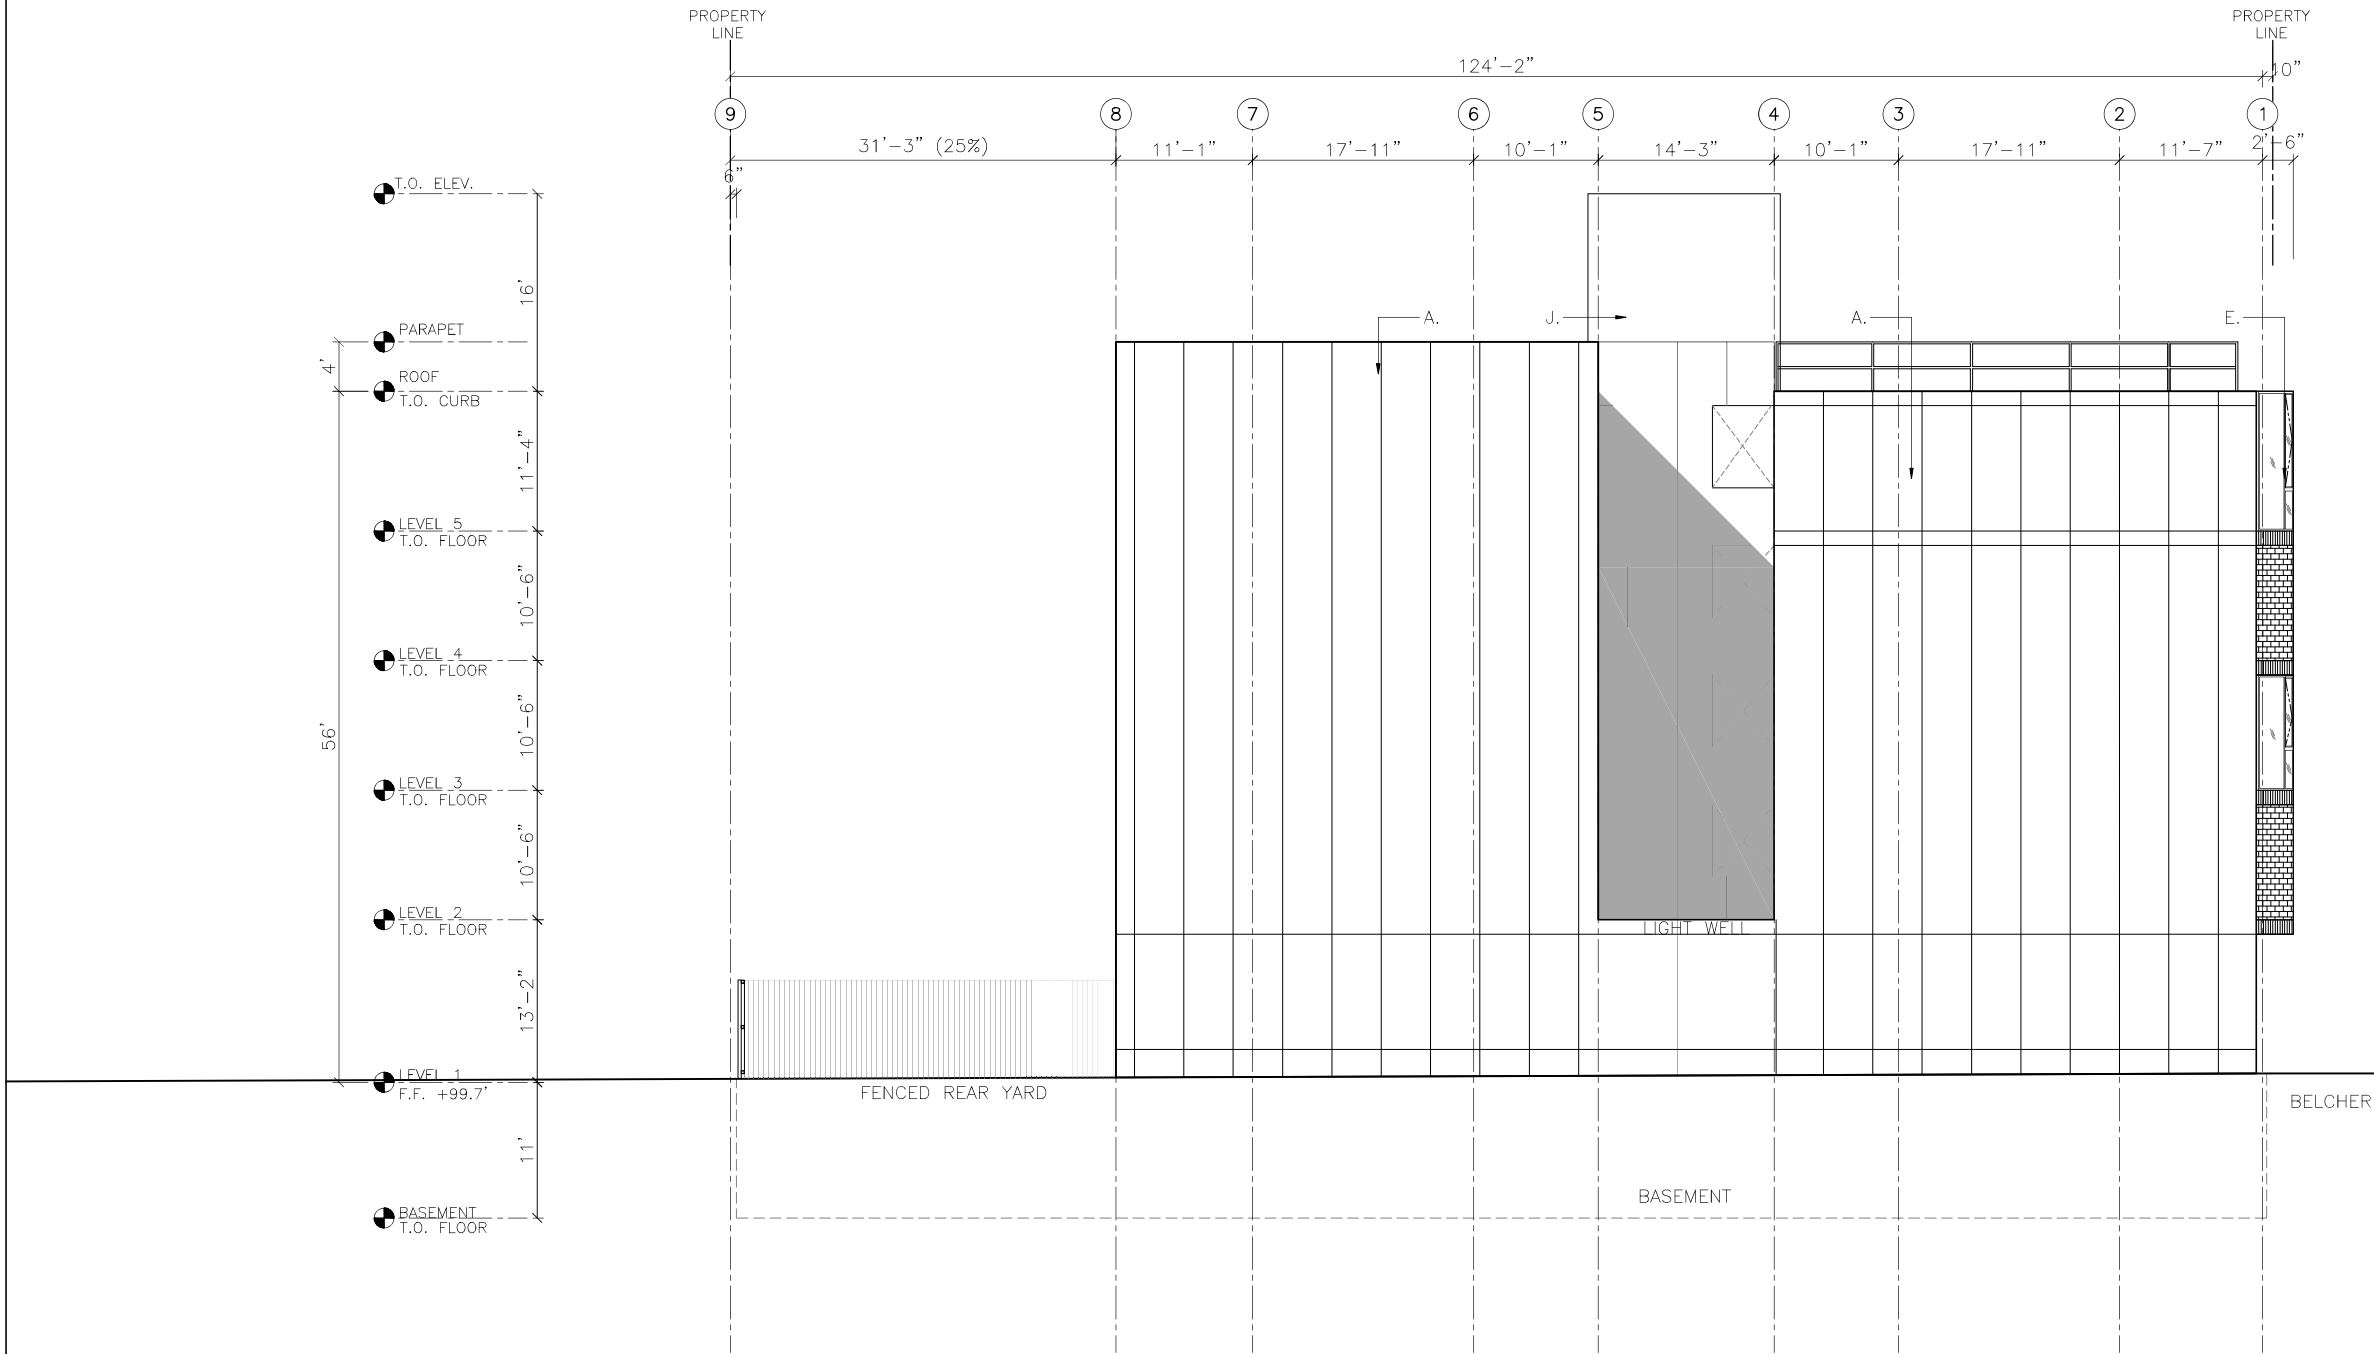 PROPERTY
LINE
PROPERTY
LINE
124'-2"
10"
9
8
7
6
5
4
3
2
1
31'-3" (25%)
11'-1"
17'-11"
10'-1"
14'-3"
10'-1"
17'-11"
11'-7"
2'-6"
6"
T.O. ELEV.
16'
PARAPET
4'
ROOF
T.O. CURB
11'-4"
LEVEL 5
T.O. FLOOR
10'-6"
LEVEL 4
T.O. FLOOR
10'-6"
56'
LEVEL 3
T.O. FLOOR
10'-6"
LEVEL 2
T.O. FLOOR
13'-2"
LEVEL 1
F.F. +99.7'
11'
BASEMENT
T.O. FLOOR
A.
J.
A.
E.
LIGHT WELL
FENCED REAR YARD
BELCHER
BASEMENT